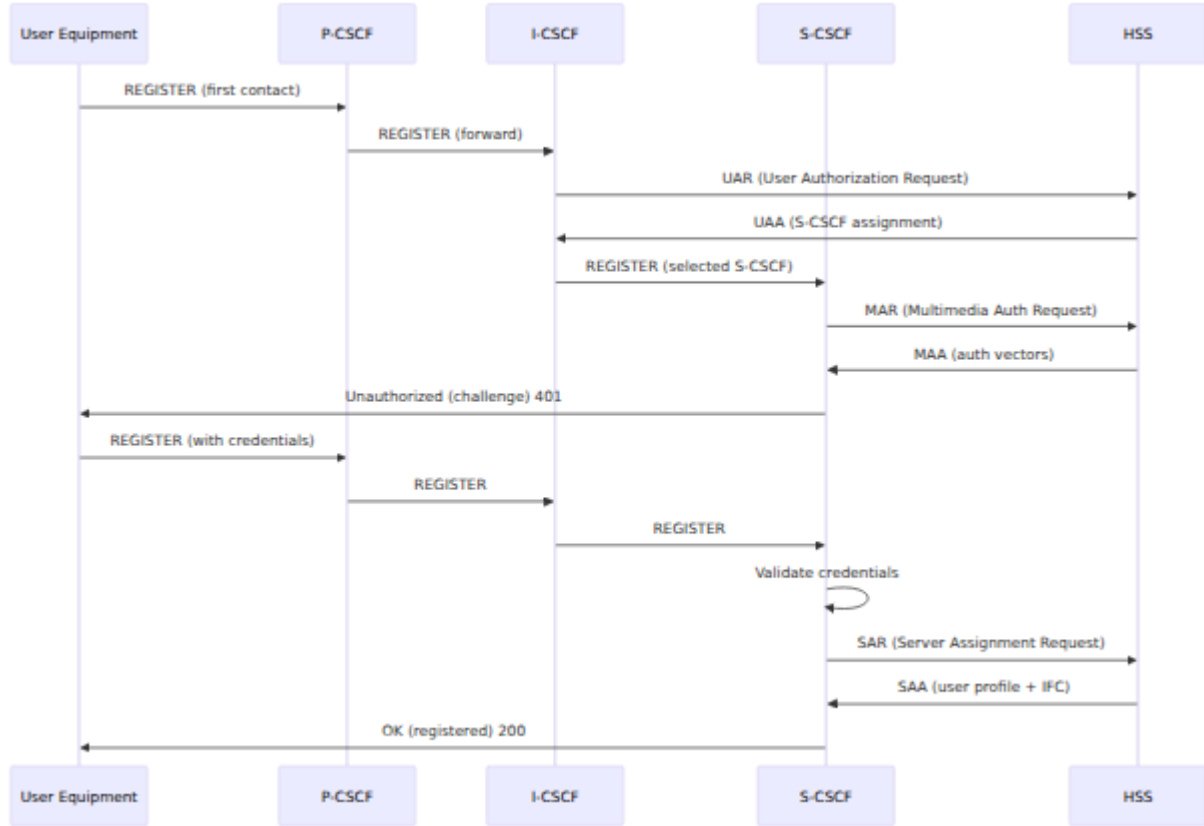 User Equipment P-CSCF I-CSCF S-CSCF HSS
REGISTER (first contact)
REGISTER (forward)
UAR (User Authorization Request)
UAA (S-CSCF assignment)
REGISTER (selected S-CSCF)
MAR (Multimedia Auth Request)
MAA (auth vectors)
Unauthorized (challenge) 401
REGISTER (with credentials)
REGISTER
REGISTER
Validate credentials
SAR (Server Assignment Request)
SAA (user profile + IFC)
OK (registered) 200
User Equipment P-CSCF I-CSCF S-CSCF HSS